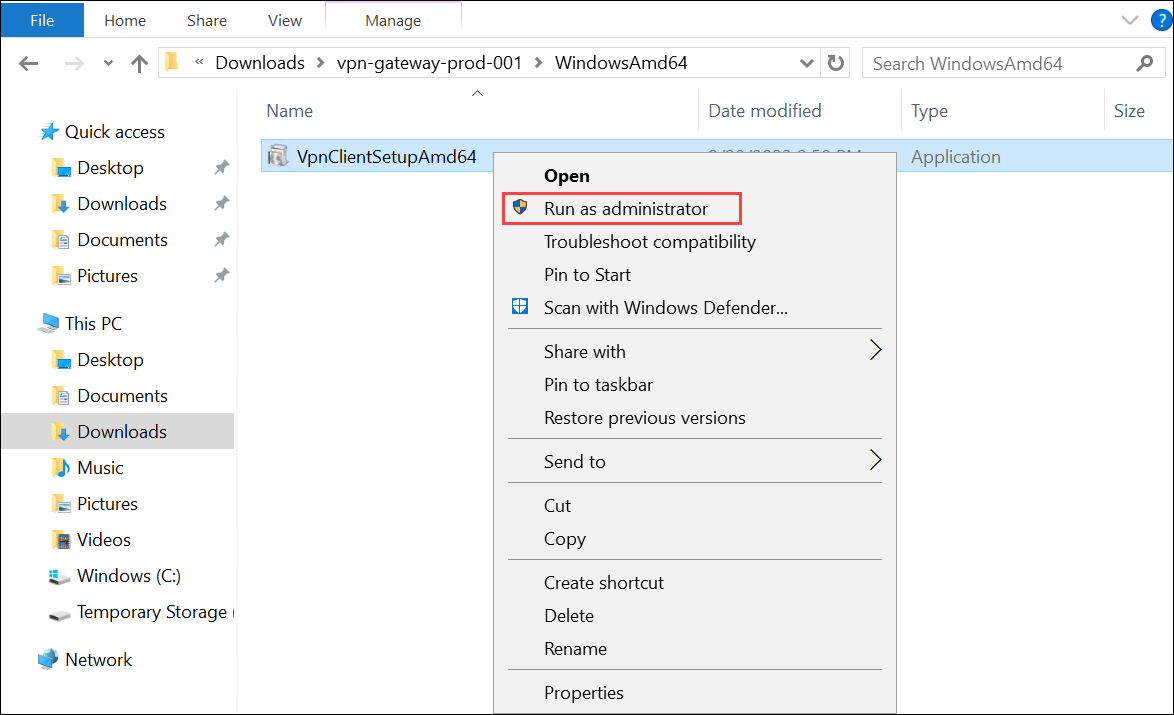 File Home Share View Manage
« Downloads > vpn-gateway-prod-001 > WindowsAmd64 Search WindowsAmd64
Name Date modified Type Size
VpnClientSetupAmd64 Application
Quick access
Desktop
Downloads
Documents
Pictures
This PC
Desktop
Documents
Downloads
Music
Pictures
Videos
Windows (C:)
Temporary Storage (
Network
Open
Run as administrator
Troubleshoot compatibility
Pin to Start
Scan with Windows Defender...
Share with
Pin to taskbar
Restore previous versions
Send to
Cut
Copy
Create shortcut
Delete
Rename
Properties